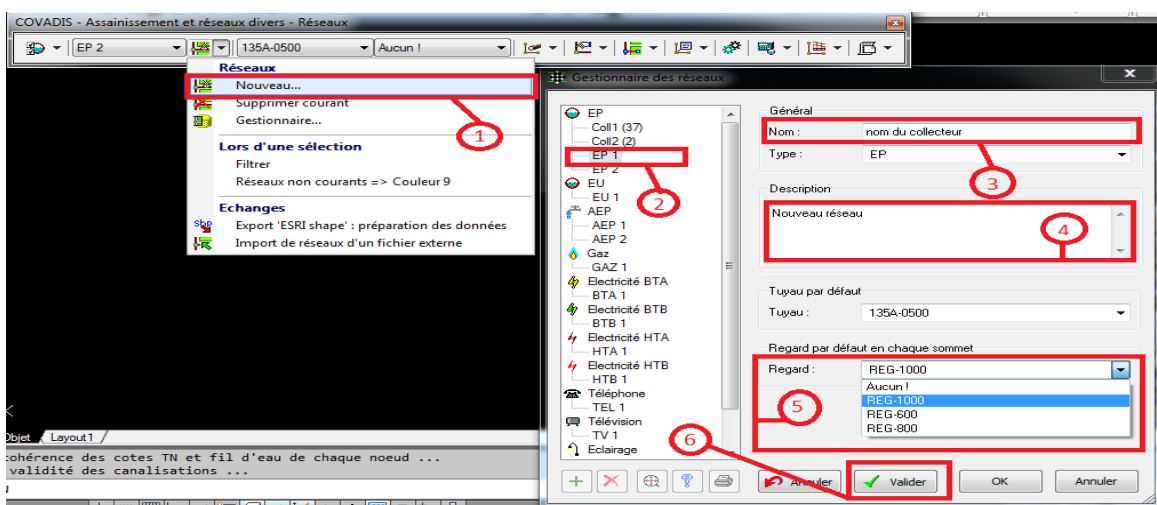 COVADIS - Assainissement et réseaux divers - Réseaux
EP 2
135A-0500
Aucun !
Réseaux
Nouveau...
Supprimer courant
Gestionnaire...
Lors d'une sélection
Filtrer
Réseaux non courants => Couleur 9
Echanges
Export 'ESRI shape' : préparation des données
Import de réseaux d'un fichier externe
1
Objet
Layout1
cohérence des cotes TN et fil d'eau de chaque noeud ...
validité des canalisations ...
Gestionnaire des réseaux
EP
Coll1 (37)
Coll2 (2)
EP 1
EP 2
EU
EU 1
AEP
AEP 1
AEP 2
Gaz
GAZ 1
Electricité BTA
BTA 1
Electricité BTB
BTB 1
Electricité HTA
HTA 1
Electricité HTB
HTB 1
Téléphone
TEL 1
Télévision
TV 1
Eclairage
2
Général
Nom : nom du collecteur
Type : EP
3
Description
Nouveau réseau
4
Tuyau par défaut
Tuyau : 135A-0500
Regard par défaut en chaque sommet
Regard : REG-1000
Aucun !
REG-1000
REG-600
REG-800
5
6
Annuler
Valider
OK
Annuler